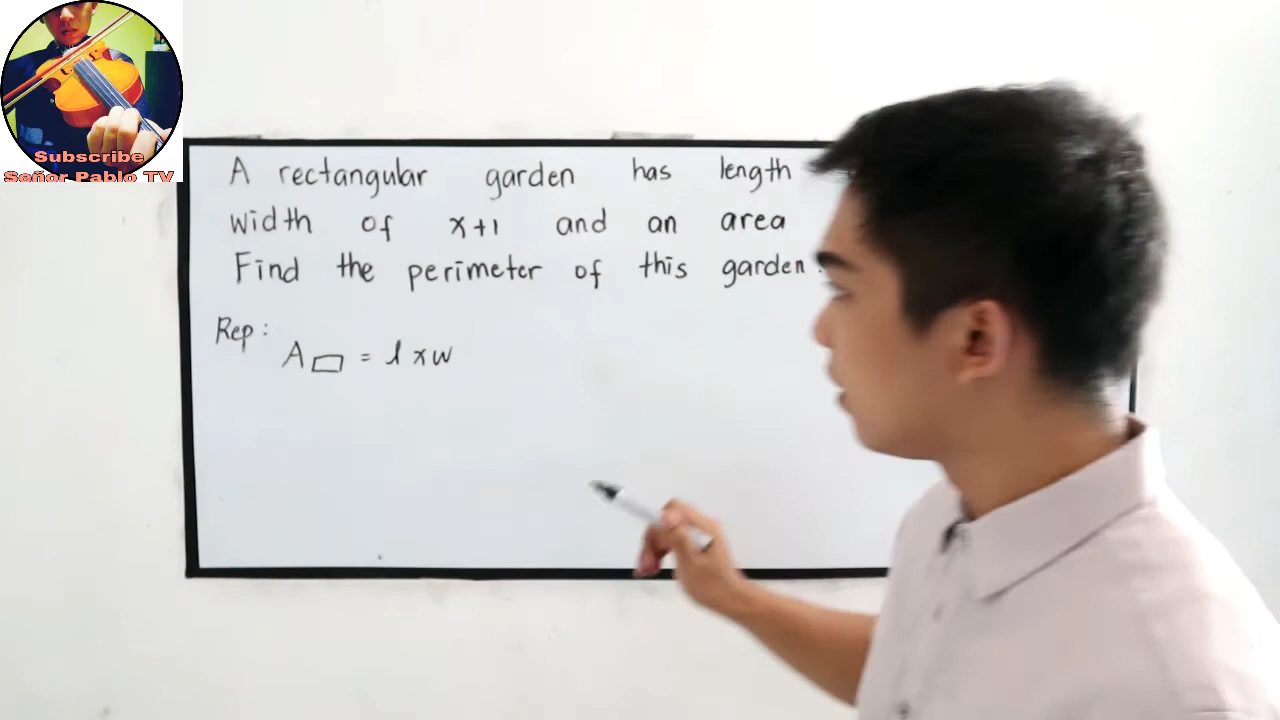 Subscribe
Señor Pablo TV
A rectangular garden has length
width of x+1 and an area
Find the perimeter of this garden.
Rep:
A▱ = l x w